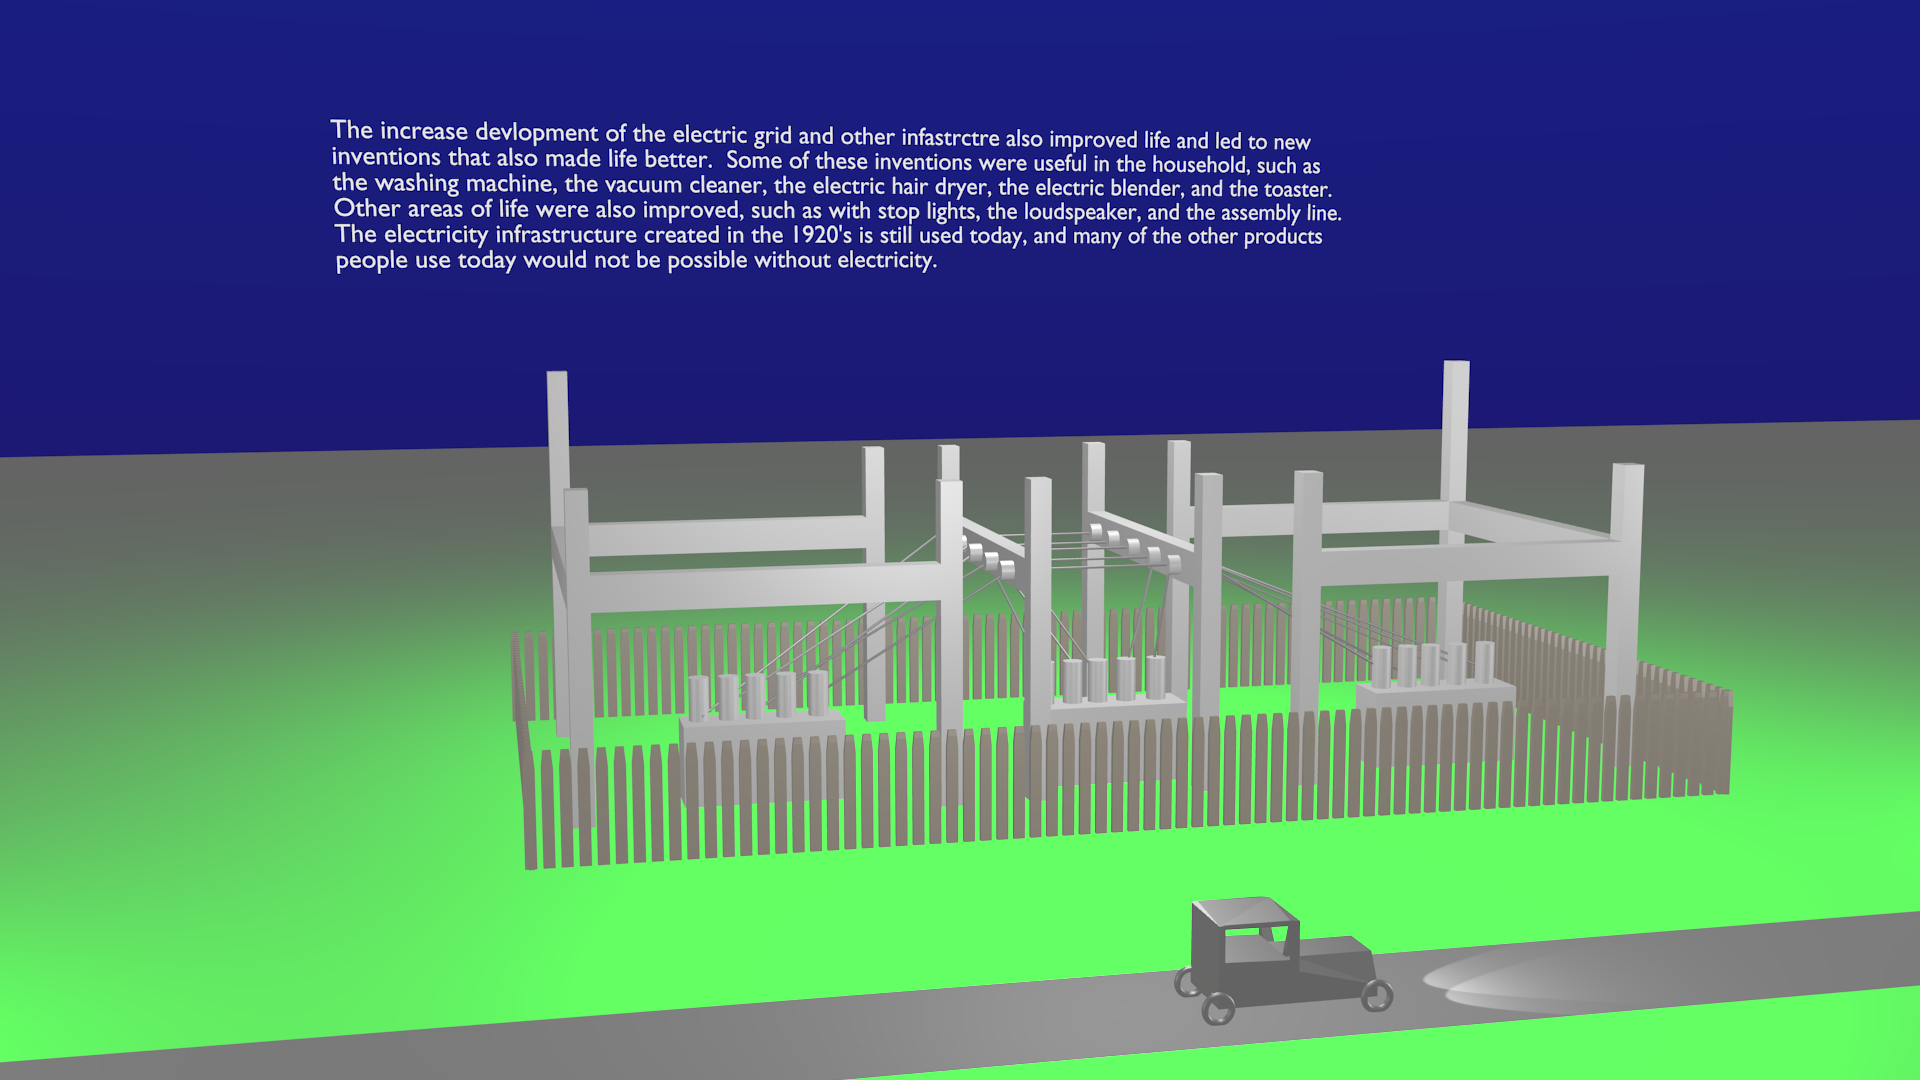 The increase devlopment of the electric grid and other infastrctre also improved life and led to new
inventions that also made life better.  Some of these inventions were useful in the household, such as
the washing machine, the vacuum cleaner, the electric hair dryer, the electric blender, and the toaster.
Other areas of life were also improved, such as with stop lights, the loudspeaker, and the assembly line.
The electricity infrastructure created in the 1920's is still used today, and many of the other products
people use today would not be possible without electricity.